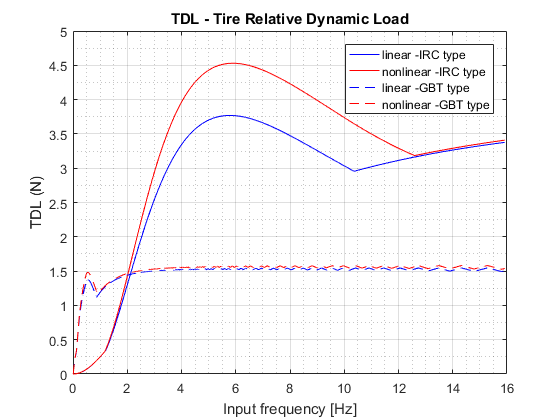 TDL - Tire Relative Dynamic Load
5
4.5
4
3.5
3
2.5
2
1.5
1
0.5
0
TDL (N)
linear -IRC type
nonlinear -IRC type
linear -GBT type
nonlinear -GBT type
0 2 4 6 8 10 12 14 16
Input frequency [Hz]